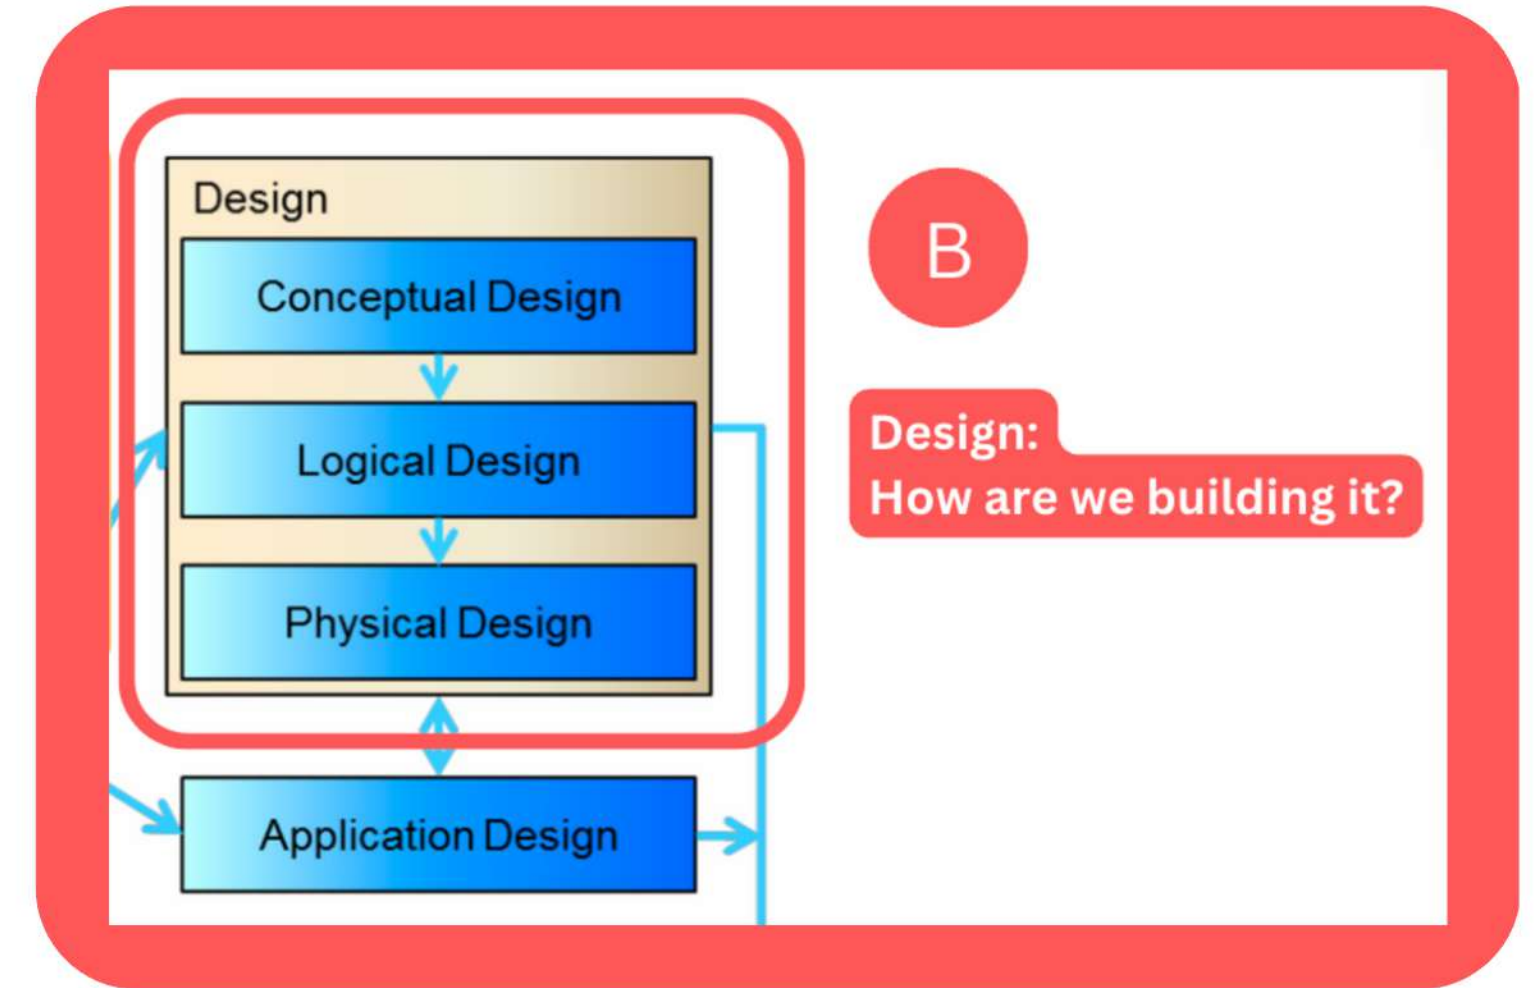 Design
Conceptual Design
Logical Design
Physical Design
Application Design
B
Design:
How are we building it?